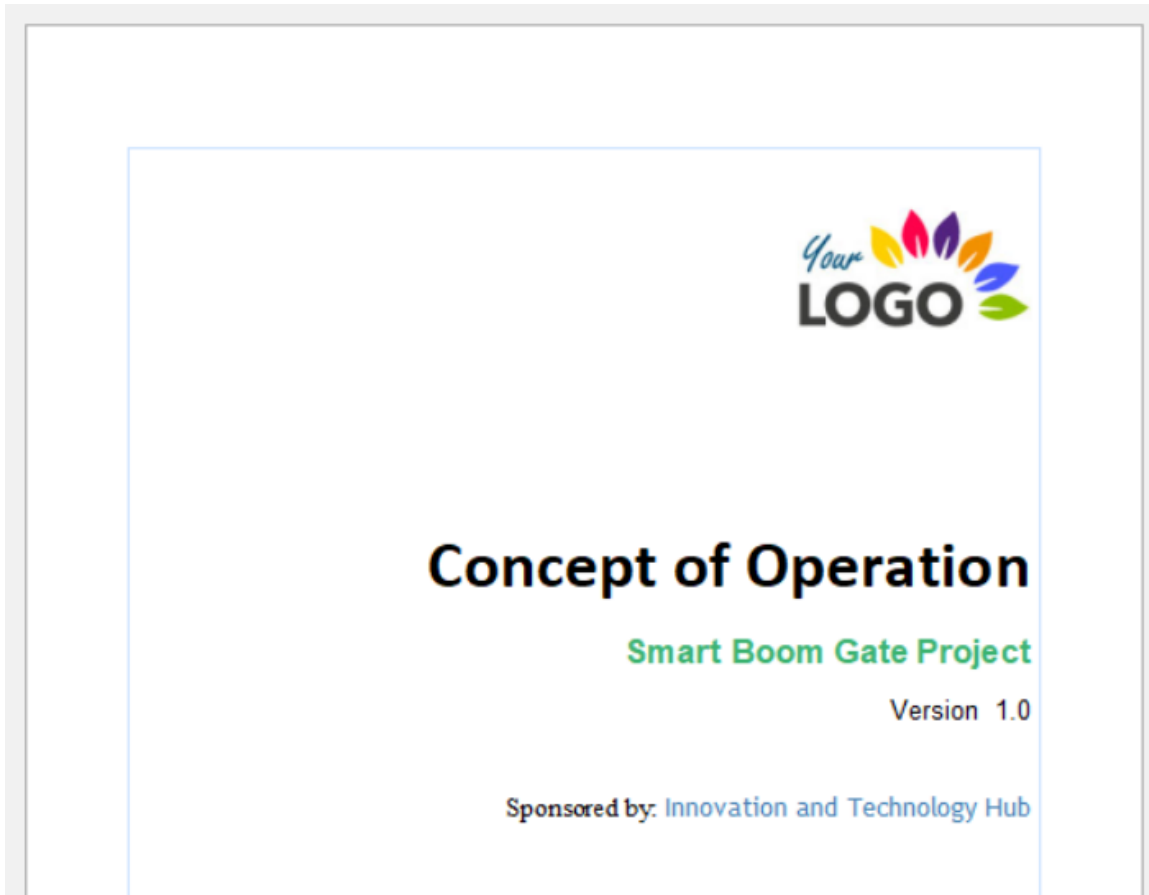 Your
LOGO
Concept of Operation
Smart Boom Gate Project
Version 1.0
Sponsored by: Innovation and Technology Hub